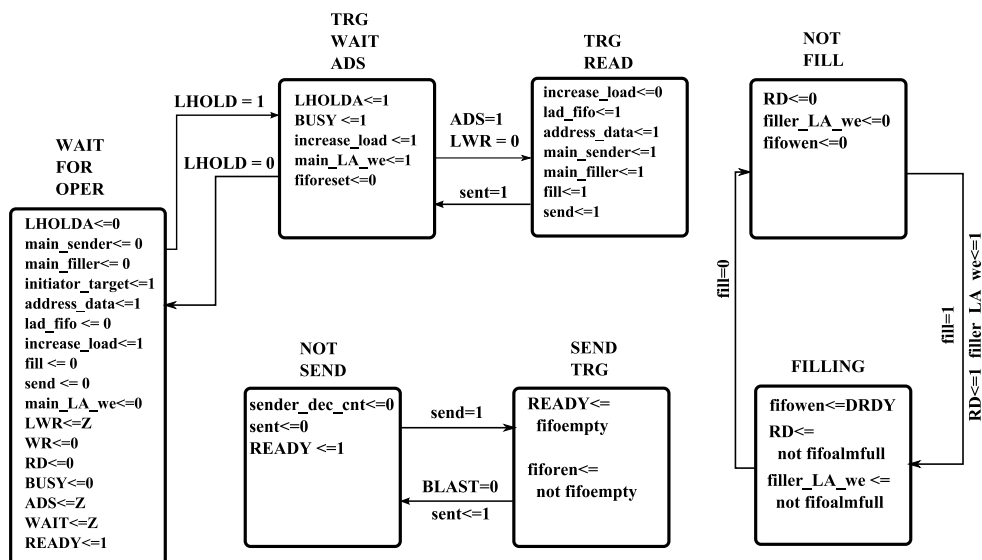 TRG
WAIT
ADS
TRG
READ
NOT
FILL
WAIT
FOR
OPER
LHOLD = 1
LHOLD = 0
LHOLDA<=1
BUSY <=1
increase_load <=1
main_LA_we<=1
fiforeset<=0
ADS=1
LWR = 0
sent=1
increase_load<=0
lad_fifo<=1
address_data<=1
main_sender<=1
main_filler<=1
fill<=1
send<=1
RD<=0
filler_LA_we<=0
fifowen<=0
LHOLDA<=0
main_sender<= 0
main_filler<= 0
initiator_target<=1
address_data<=1
lad_fifo <= 0
increase_load<=1
fill <= 0
send <= 0
main_LA_we<=0
LWR<=Z
WR<=0
RD<=0
BUSY<=0
ADS<=Z
WAIT<=Z
READY<=1
NOT
SEND
sender_dec_cnt<=0
sent<=0
READY <=1
send=1
BLAST=0
sent<=1
SEND
TRG
READY<=
fifoempty
fiforen<=
not fifoempty
fill=0
fill=1
RD<=1 filler_LA_we<=1
FILLING
fifowen<=DRDY
RD<=
not fifoalmfull
filler_LA_we <=
not fifoalmfull